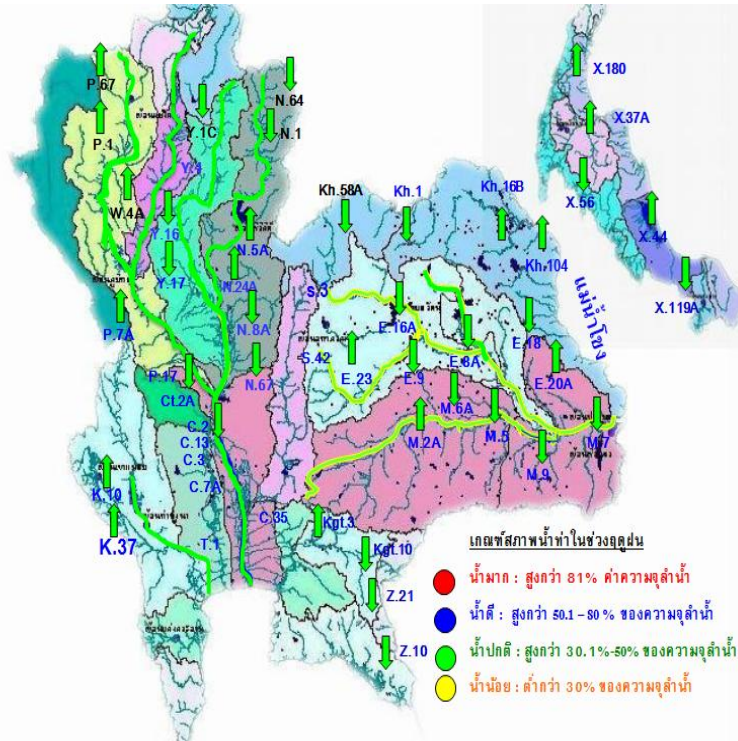 P.67
P.1
W.4A
Y.1C
Y.4
N.64
N.1
Y.16
Y.17
N.5A
N.24A
N.8A
N.67
P.7A
P.17
Ct.2A
C.2
C.13
C.3
C.7A
C.35
T.1
K.10
K.37
Kh.58A
Kh.1
Kh.16B
Kh.104
แม่น้ำโขง
s.3
S.42
E.16A
E.8A
E.18
E.23
E.9
E.20A
M.6A
M.2A
M.5
M.9
M.7
Kgt.3
Kgt.10
Z.21
Z.10
X.180
X.37A
X.56
X.44
X.119A
เกณฑ์สภาพน้ำท่าในช่วงฤดูฝน
น้ำมาก : สูงกว่า 81% ค่าความจุลำน้ำ
น้ำดี : สูงกว่า 50.1 – 80 % ของความจุลำน้ำ
น้ำปกติ : สูงกว่า 30.1%-50% ของความจุลำน้ำ
น้ำน้อย : ต่ำกว่า 30% ของความจุลำน้ำ